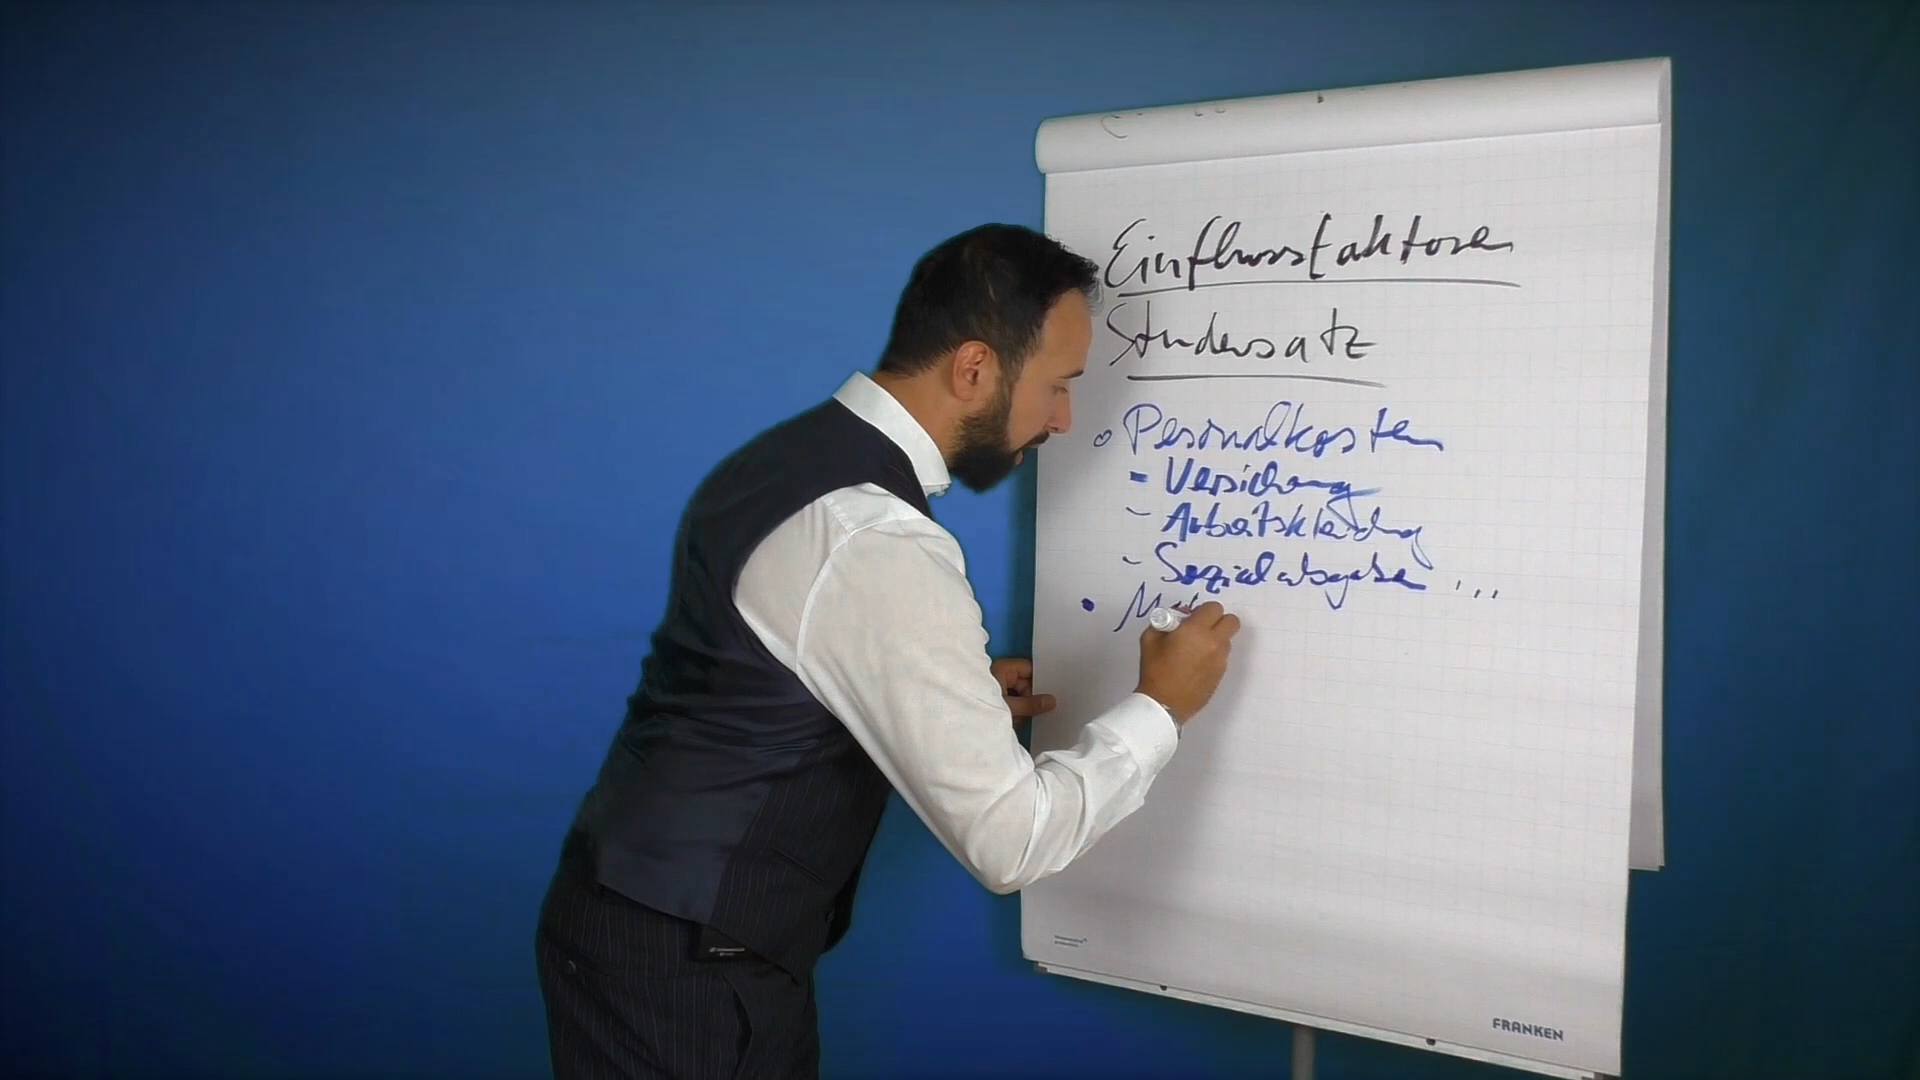 Einflussfaktoren
Stundensatz
Personalkosten
- Versicherung
- Arbeitskleidung
- Sozialabgaben ...
FRANKEN